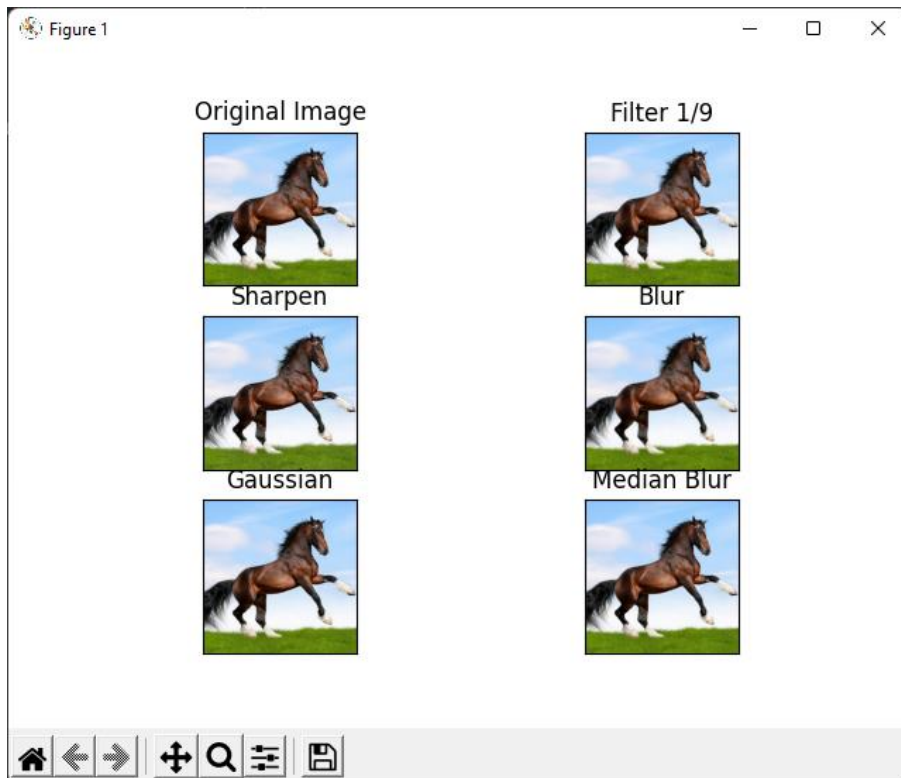 Figure 1
Original Image
Filter 1/9
Sharpen
Blur
Gaussian
Median Blur